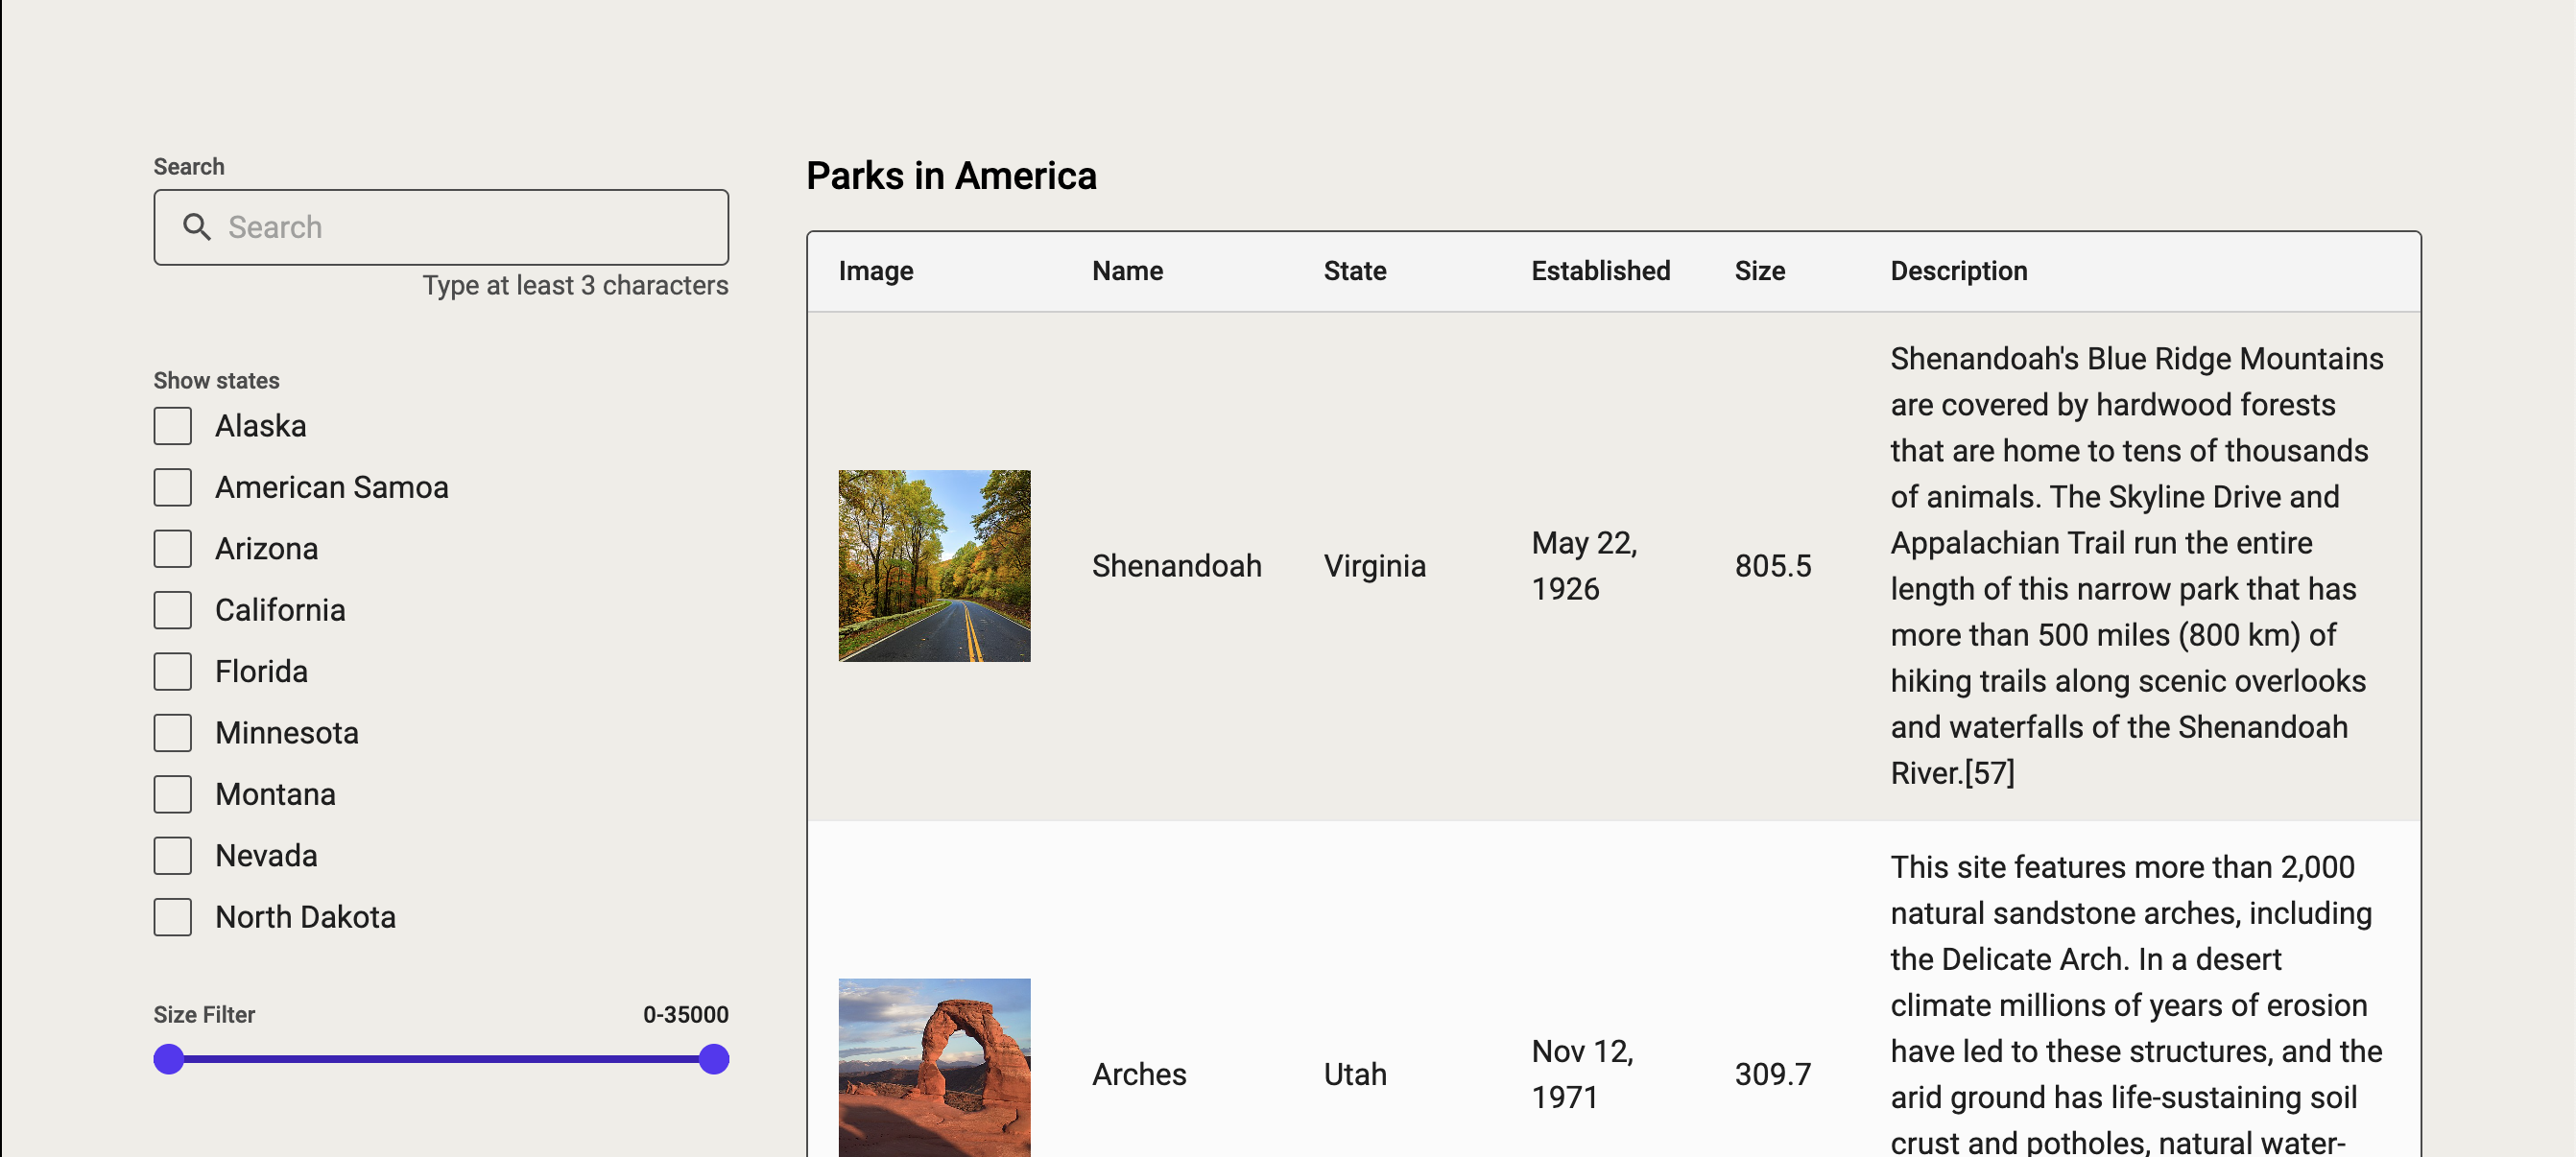 Search
Search
Type at least 3 characters
Show states
Alaska
American Samoa
Arizona
California
Florida
Minnesota
Montana
Nevada
North Dakota
Size Filter 0-35000
Parks in America
Image Name State Established Size Description
Shenandoah
Virginia
May 22,
1926
805.5
Shenandoah's Blue Ridge Mountains
are covered by hardwood forests
that are home to tens of thousands
of animals. The Skyline Drive and
Appalachian Trail run the entire
length of this narrow park that has
more than 500 miles (800 km) of
hiking trails along scenic overlooks
and waterfalls of the Shenandoah
River.[57]
Arches
Utah
Nov 12,
1971
309.7
This site features more than 2,000
natural sandstone arches, including
the Delicate Arch. In a desert
climate millions of years of erosion
have led to these structures, and the
arid ground has life-sustaining soil
crust and potholes, natural water-